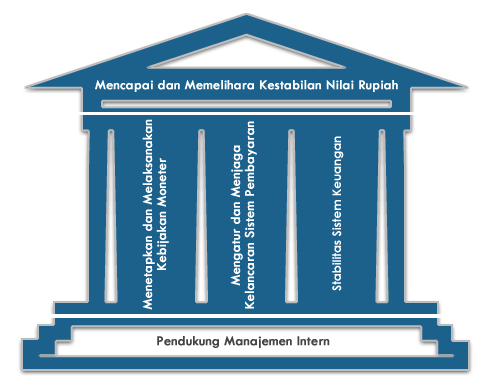 Mencapai dan Memelihara Kestabilan Nilai Rupiah
Menetapkan dan Melaksanakan
Kebijakan Moneter
Mengatur dan Menjaga
Kelancaran Sistem Pembayaran
Stabilitas Sistem Keuangan
Pendukung Manajemen Intern